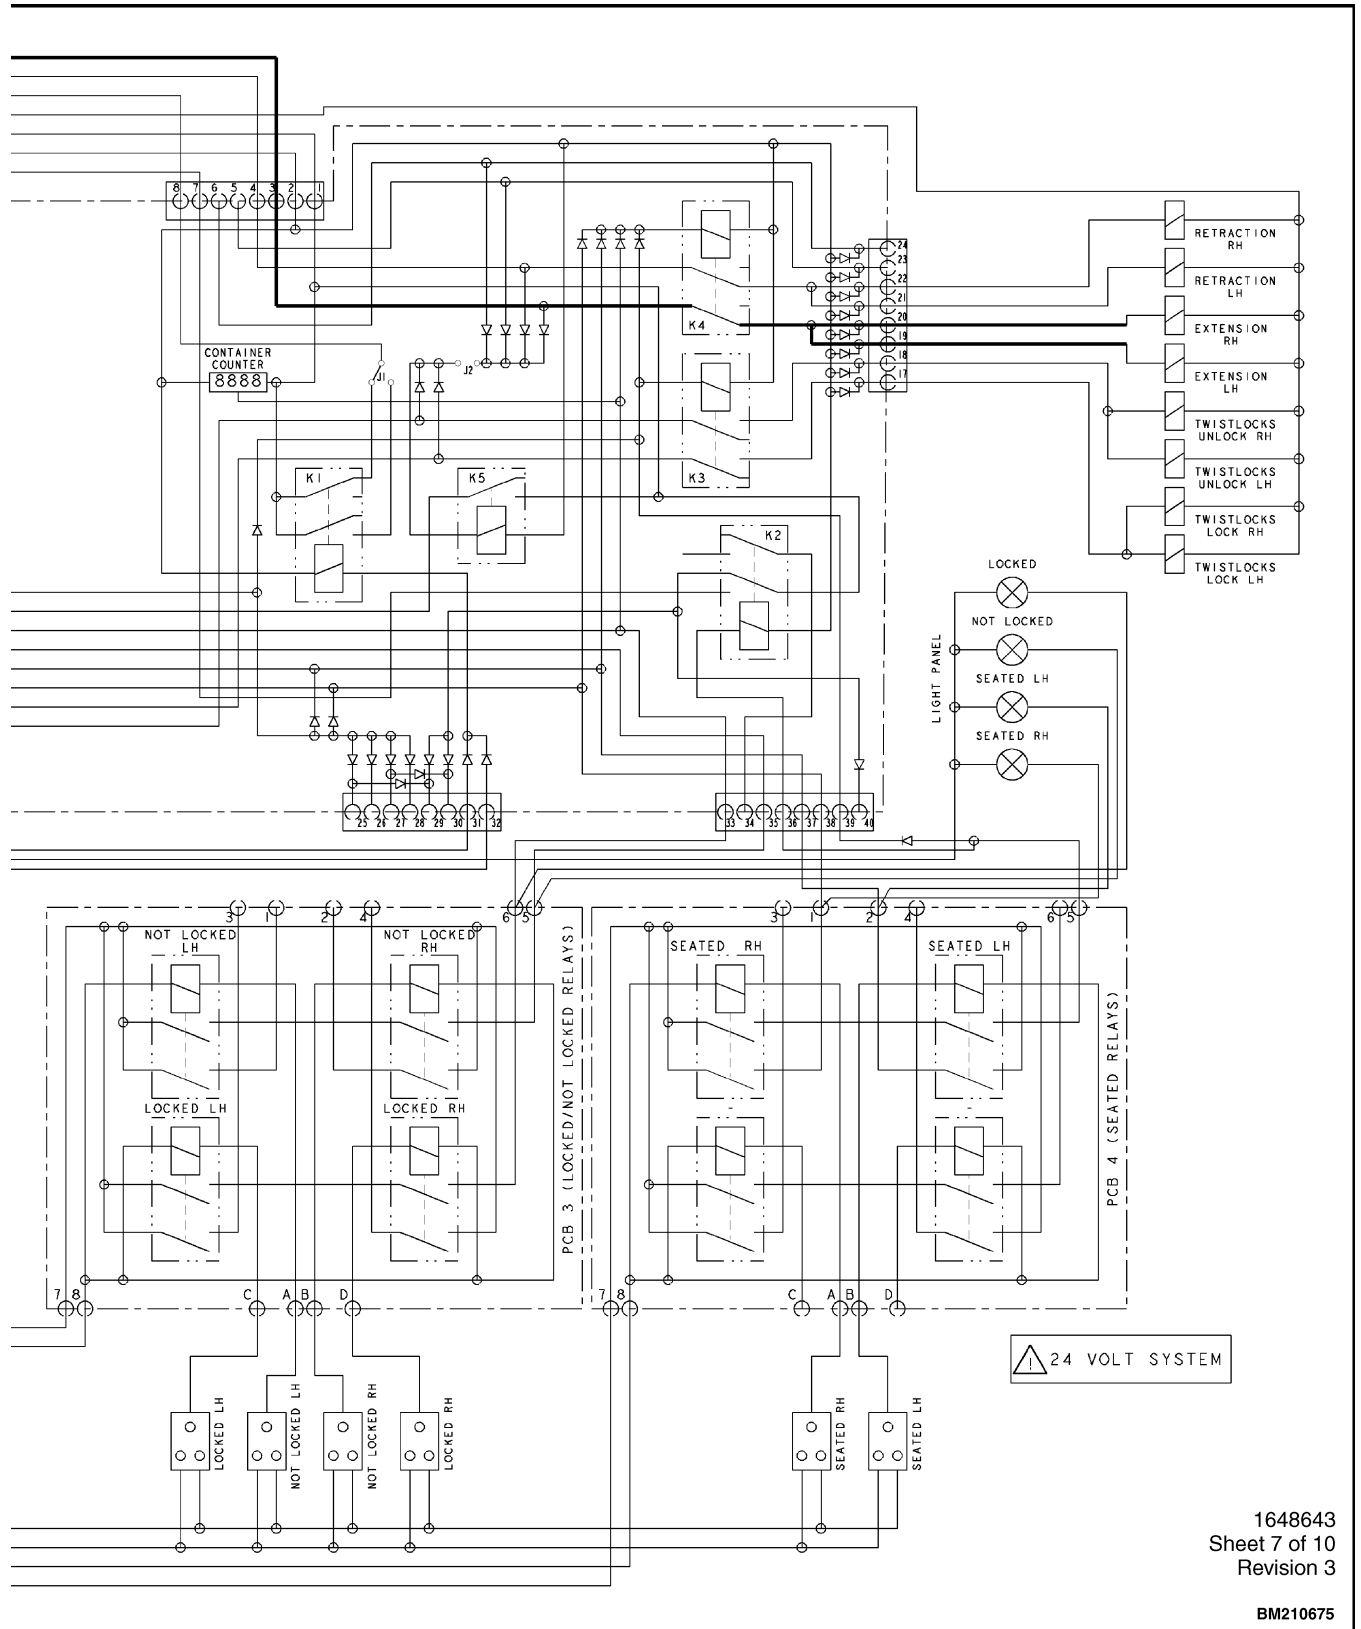 8 7 6 5 4 3 2 1
CONTAINER
COUNTER
8888
J1
J2
K4
K3
K1
K5
K2
24
23
22
21
20
19
18
17
RETRACTION
RH
RETRACTION
LH
EXTENSION
RH
EXTENSION
LH
TWISTLOCKS
UNLOCK RH
TWISTLOCKS
UNLOCK LH
TWISTLOCKS
LOCK RH
TWISTLOCKS
LOCK LH
LIGHT PANEL
LOCKED
NOT LOCKED
SEATED LH
SEATED RH
25 26 27 28 29 30 31 32
33 34 35 36 37 38 39 40
3 1 2 4 6 5
3 1 2 4 6 5
NOT LOCKED
LH
NOT LOCKED
RH
LOCKED LH
LOCKED RH
PCB 3 (LOCKED/NOT LOCKED RELAYS)
SEATED RH
SEATED LH
-
-
PCB 4 (SEATED RELAYS)
7 8 C A B D
7 8 C A B D
24 VOLT SYSTEM
LOCKED LH
NOT LOCKED LH
NOT LOCKED RH
LOCKED RH
SEATED RH
SEATED LH
1648643
Sheet 7 of 10
Revision 3
BM210675